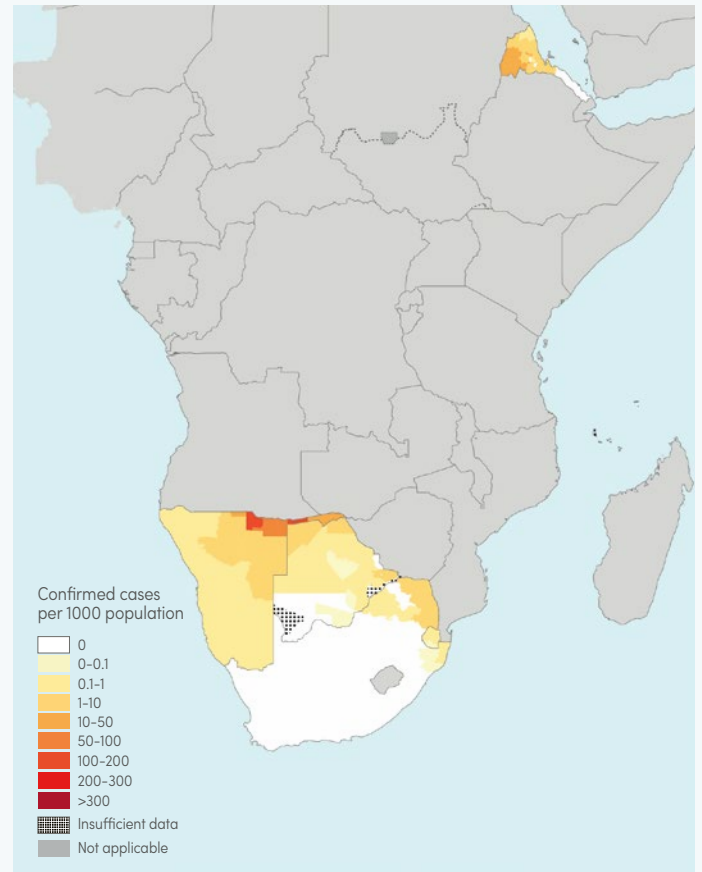 Confirmed cases
per 1000 population
0
0-0.1
0.1-1
1-10
10-50
50-100
100-200
200-300
>300
Insufficient data
Not applicable